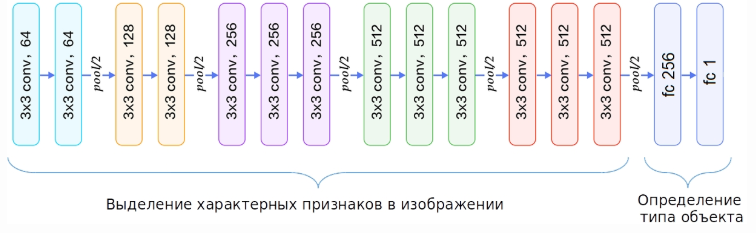 3x3 conv, 64
3x3 conv, 64
pool/2
3x3 conv, 128
3x3 conv, 128
pool/2
3x3 conv, 256
3x3 conv, 256
3x3 conv, 256
pool/2
3x3 conv, 512
3x3 conv, 512
3x3 conv, 512
pool/2
3x3 conv, 512
3x3 conv, 512
3x3 conv, 512
pool/2
fc 256
fc 1
Выделение характерных признаков в изображении
Определение
типа объекта